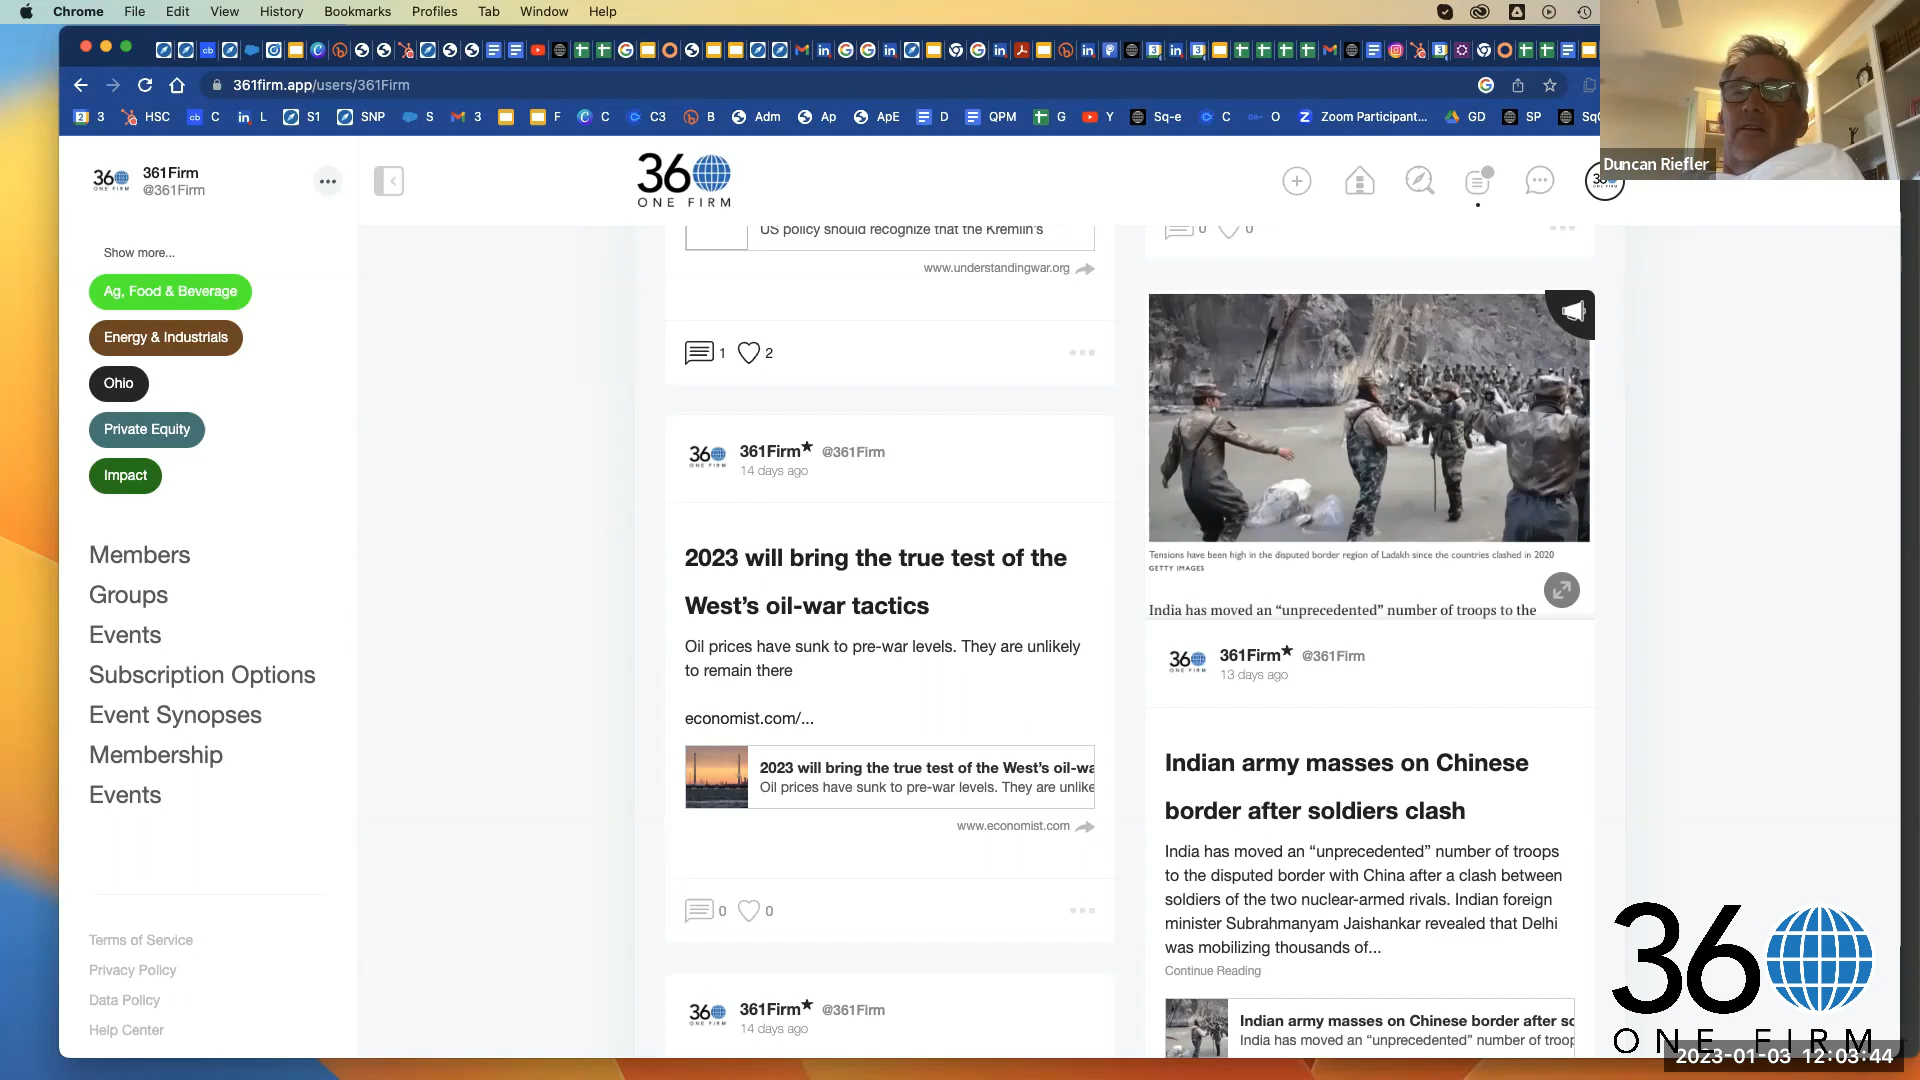 Chrome File Edit View History Bookmarks Profiles Tab Window Help
361firm.app/users/361Firm
3 HSC C L S1 SNP S 3 F C C3 B Adm Ap ApE D QPM G Y Sq-e C O Zoom Participant... GD SP
Duncan Riefler
361Firm
@361Firm
Show more...
Ag, Food & Beverage
Energy & Industrials
Ohio
Private Equity
Impact
Members
Groups
Events
Subscription Options
Event Synopses
Membership
Events
Terms of Service
Privacy Policy
Data Policy
Help Center
36
ONE FIRM
US policy should recognize that the Kremlin's
www.understandingwar.org
1 2
361Firm★ @361Firm
14 days ago
2023 will bring the true test of the
West's oil-war tactics
Oil prices have sunk to pre-war levels. They are unlikely
to remain there
economist.com/...
2023 will bring the true test of the West's oil-wa
Oil prices have sunk to pre-war levels. They are unlike
www.economist.com
0 0
361Firm★ @361Firm
14 days ago
0 0
Tensions have been high in the disputed border region of Ladakh since the countries clashed in 2020
GETTY IMAGES
India has moved an “unprecedented” number of troops to the
361Firm★ @361Firm
13 days ago
Indian army masses on Chinese
border after soldiers clash
India has moved an “unprecedented” number of troops
to the disputed border with China after a clash between
soldiers of the two nuclear-armed rivals. Indian foreign
minister Subrahmanyam Jaishankar revealed that Delhi
was mobilizing thousands of...
Continue Reading
Indian army masses on Chinese border after so
India has moved an “unprecedented” number of troop
36
ONE FIRM
2023-01-03 12:03:44